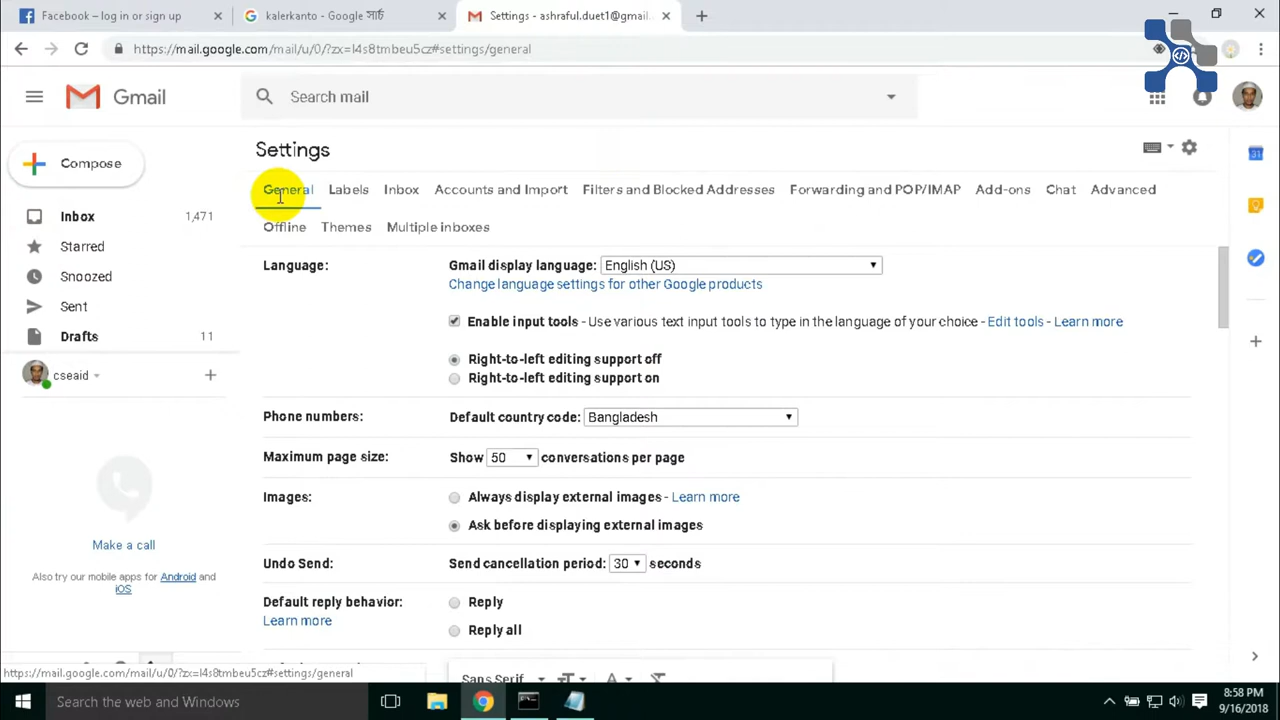 Facebook - log in or sign up
kalerkanto - Google সার্চ
Settings - ashraful.duet1@gmail.
https://mail.google.com/mail/u/0/?zx=l4s8tmbeu5cz#settings/general
Gmail
Search mail
Compose
Settings
General Labels Inbox Accounts and Import Filters and Blocked Addresses Forwarding and POP/IMAP Add-ons Chat Advanced
Offline Themes Multiple inboxes
Inbox 1,471
Starred
Snoozed
Sent
Drafts 11
cseaid
Make a call
Also try our mobile apps for Android and
iOS
Language: Gmail display language: English (US)
Change language settings for other Google products
Enable input tools - Use various text input tools to type in the language of your choice - Edit tools - Learn more
Right-to-left editing support off
Right-to-left editing support on
Phone numbers: Default country code: Bangladesh
Maximum page size: Show 50 conversations per page
Images: Always display external images - Learn more
Ask before displaying external images
Undo Send: Send cancellation period: 30 seconds
Default reply behavior: Reply
Learn more
Reply all
Sans Serif
https://mail.google.com/mail/u/0/?zx=l4s8tmbeu5cz#settings/general
Search the web and Windows
8:58 PM
9/16/2018
31